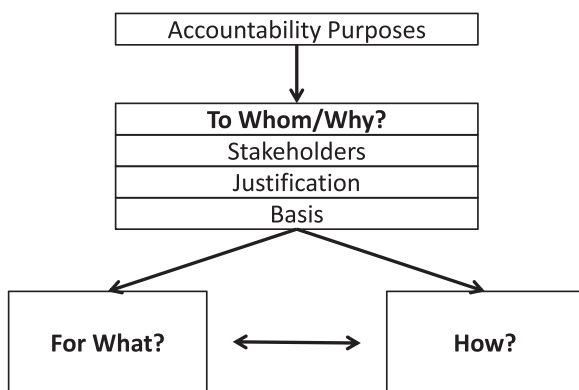 Accountability Purposes
To Whom/Why?
Stakeholders
Justification
Basis
For What?
How?